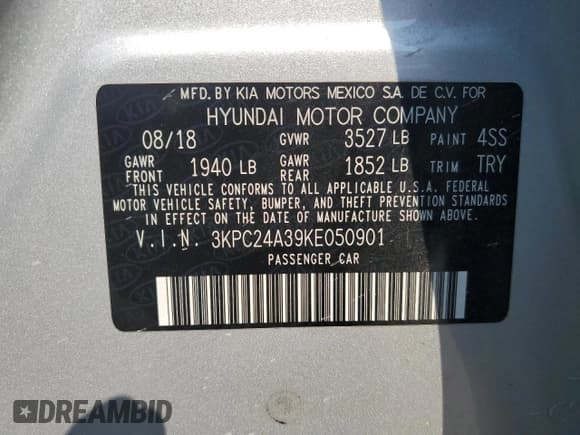 MFD. BY KIA MOTORS MEXICO S.A. DE C.V. FOR
HYUNDAI MOTOR COMPANY
08/18 GVWR 3527 LB PAINT 4SS
GAWR FRONT 1940 LB GAWR REAR 1852 LB TRIM TRY
THIS VEHICLE CONFORMS TO ALL APPLICABLE U.S.A. FEDERAL
MOTOR VEHICLE SAFETY, BUMPER, AND THEFT PREVENTION STANDARDS
IN EFFECT ON THE DATE OF MANUFACTURE SHOWN ABOVE.
V.I.N. 3KPC24A39KE050901
PASSENGER CAR
DREAMBID